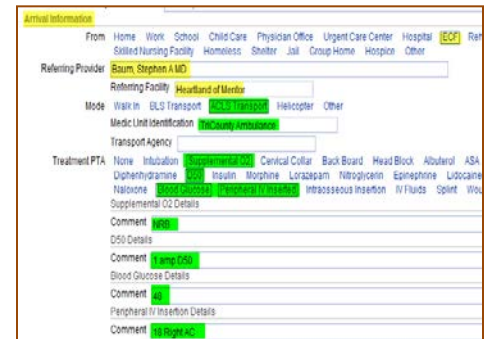 Arrival Information
From Home Work School Child Care Physician Office Urgent Care Center Hospital ECF
Skilled Nursing Facility Homeless Shelter Jail Group Home Hospice Other
Referring Provider Baum, Stephen A MD
Referring Facility Heartland of Mentor
Mode Walk In BLS Transport ACLS Transport Helicopter Other
Medic Unit Identification TriCounty Ambulance
Transport Agency
Treatment PTA None Intubation Supplemental O2 Cervical Collar Back Board Head Block Albuterol ASA
Diphenhydramine D50 Insulin Morphine Lorazepam Nitroglycerin Epinephrine Lidocaine
Naloxone Blood Glucose Peripheral IV Inserted Intraosseous Insertion IV Fluids Splint
Supplemental O2 Details
Comment NRB
D50 Details
Comment 1 amp D50
Blood Glucose Details
Comment 40
Peripheral IV Insertion Details
Comment 18 Right AC